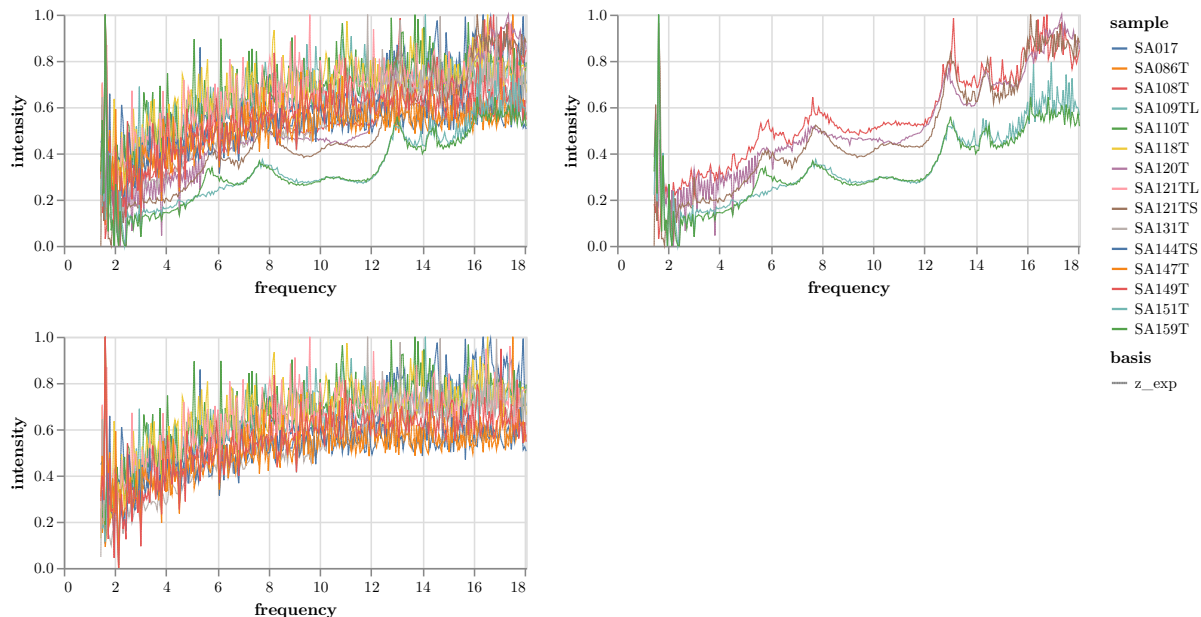 1.0
0.8
0.6
0.4
0.2
0.0
intensity
0 2 4 6 8 10 12 14 16 18
frequency
1.0
0.8
0.6
0.4
0.2
0.0
intensity
0 2 4 6 8 10 12 14 16 18
frequency
sample
SA017
SA086T
SA108T
SA109TL
SA110T
SA118T
SA120T
SA121TL
SA121TS
SA131T
SA144TS
SA147T
SA149T
SA151T
SA159T
basis
z_exp
1.0
0.8
0.6
0.4
0.2
0.0
intensity
0 2 4 6 8 10 12 14 16 18
frequency